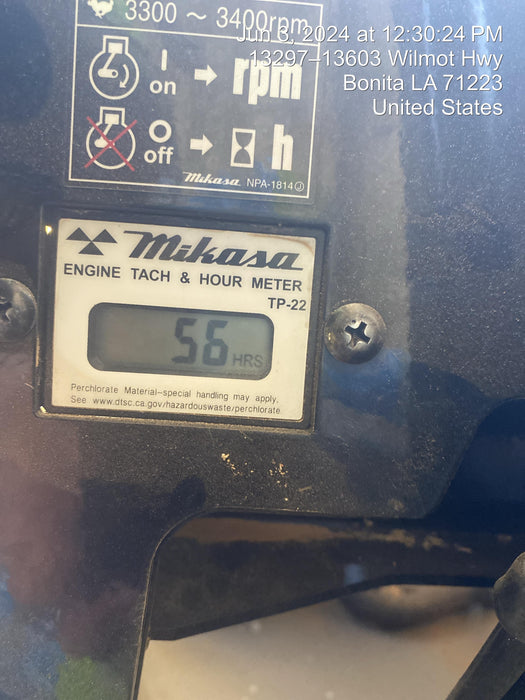 3300 ~ 3400rpm
Jun 3, 2024 at 12:30:24 PM
13297–13603 Wilmot Hwy
Bonita LA 71223
United States
I
on
rpm
O
off
h
Mikasa NPA-1814 J
Mikasa
ENGINE TACH & HOUR METER
TP-22
56 HRS
Perchlorate Material–special handling may apply,
See www.dtsc.ca.gov/hazardouswaste/perchlorate